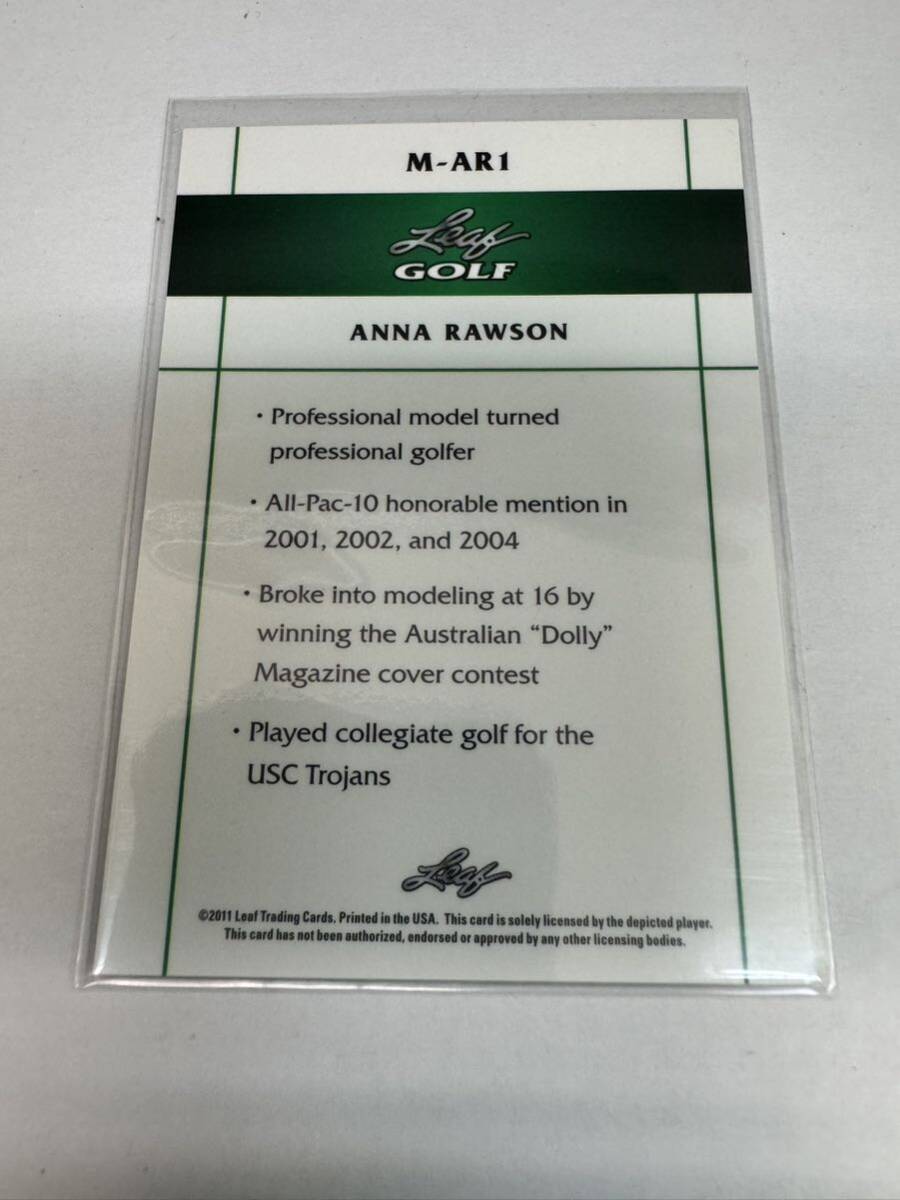 M-AR1
Leaf
GOLF
ANNA RAWSON
• Professional model turned
professional golfer
• All-Pac-10 honorable mention in
2001, 2002, and 2004
• Broke into modeling at 16 by
winning the Australian “Dolly”
Magazine cover contest
• Played collegiate golf for the
USC Trojans
Leaf
©2011 Leaf Trading Cards. Printed in the USA. This card is solely licensed by the depicted player.
This card has not been authorized, endorsed or approved by any other licensing bodies.